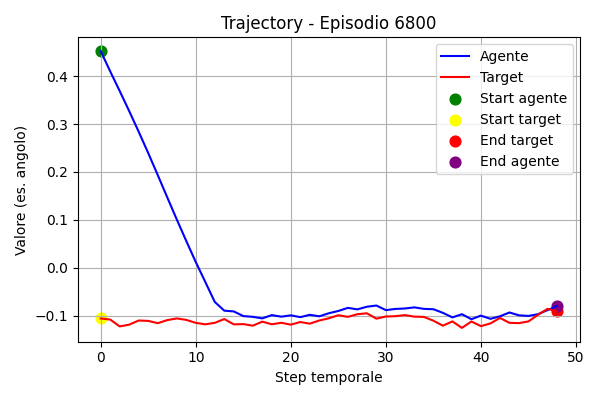 Trajectory - Episodio 6800
Valore (es. angolo)
0.4
0.3
0.2
0.1
0.0
−0.1
0
10
20
30
40
50
Step temporale
Agente
Target
Start agente
Start target
End target
End agente